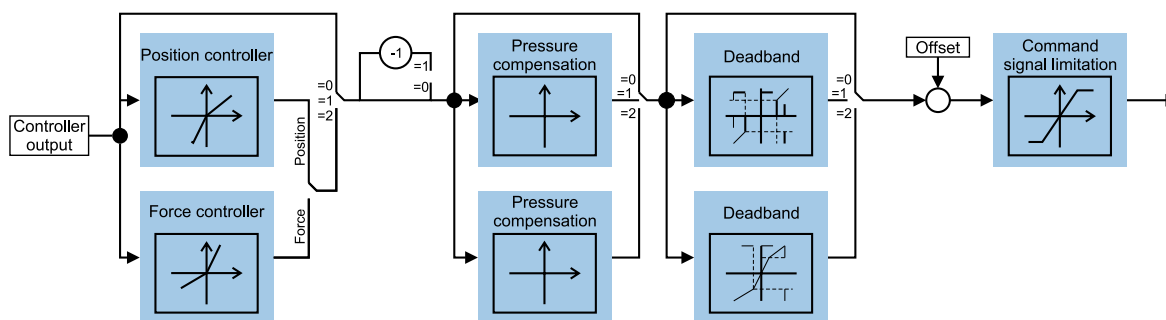 Position controller
-1
=1
=0
Pressure
compensation
Deadband
Offset
Command
signal limitation
=0
=1
=2
=0
=1
=2
=0
=1
=2
Controller
output
Position
Force controller
Force
Pressure
compensation
Deadband